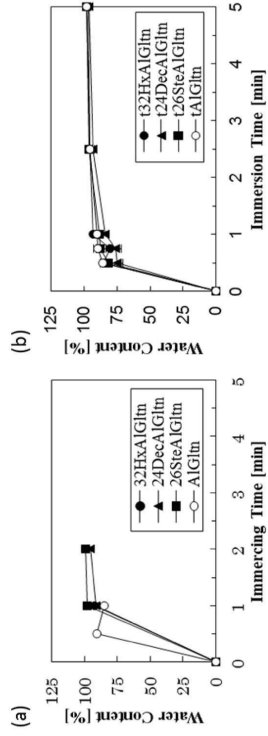 (a)
Water Content [%]
125
100
75
50
25
0
32HxAlGltn
24DecAlGltn
26SteAlGltn
AlGltn
0 1 2 3 4 5
Immercing Time [min]
(b)
Water Content [%]
125
100
75
50
25
0
t32HxAlGltn
t24DecAlGltn
t26SteAlGltn
tAlGltn
0 1 2 3 4 5
Immersion Time [min]